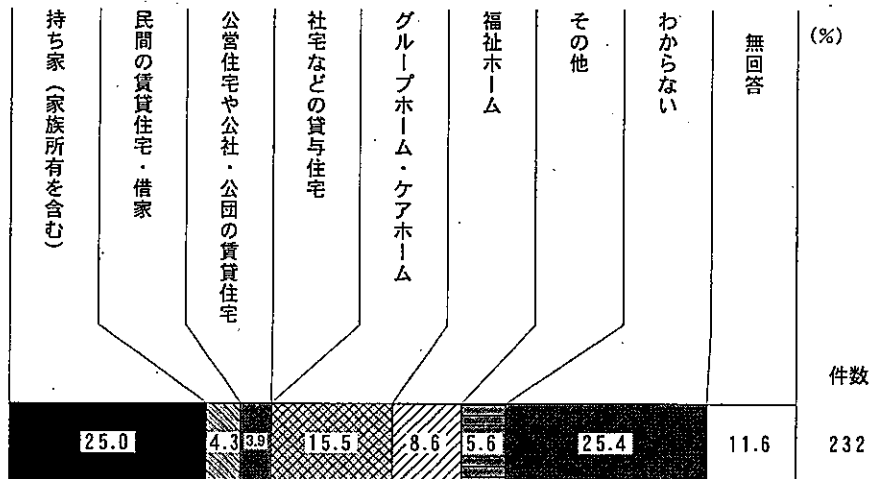 持ち家（家族所有を含む）
民間の賃貸住宅・借家
公営住宅や公社・公団の賃貸住宅
社宅などの貸与住宅
グループホーム・ケアホーム
福祉ホーム
その他
わからない
無回答
(%)
件数
25.0
4.3
3.9
15.5
8.6
5.6
25.4
11.6
232